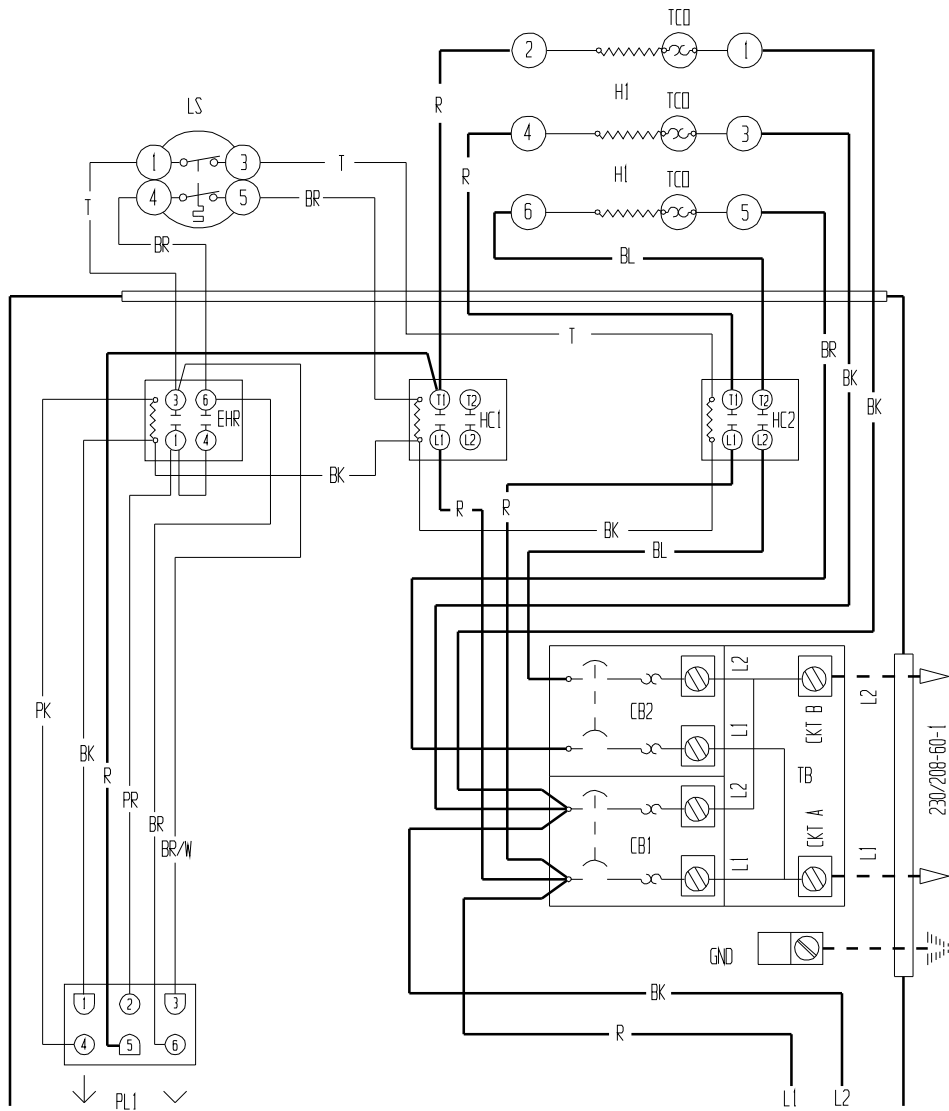 TCO
2
1
LS
R
H1
TCO
4
3
1
3
T
R
H1
TCO
4
5
BR
T
6
5
BR
BL
T
BR
BK
BK
3
6
EHR
T1
T2
HC1
T1
T2
HC2
1
4
L1
L2
L1
L2
BK
R
R
BK
BL
CB2
L2
L1
CKT B
L2
PK
BK
R
TB
230/208-60-1
PR
L2
BR
BR/W
CB1
CKT A
L1
L1
GND
BK
1
2
3
R
4
5
6
PL1
L1
L2